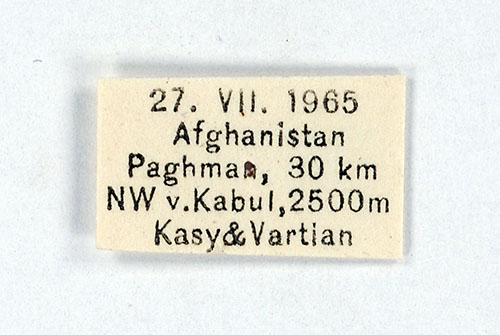 27. VII. 1965
Afghanistan
Paghman, 30 km
NW v.Kabul,2500m
Kasy&Vartian